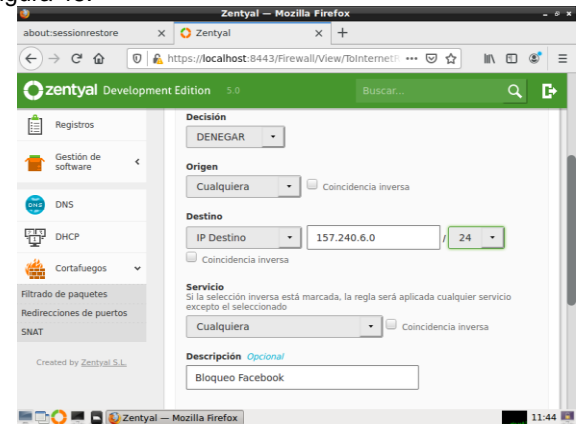 Zentyal — Mozilla Firefox
about:sessionrestore
Zentyal
https://localhost:8443/Firewall/View/ToInternetR
zentyal Development Edition 5.0
Buscar...
Registros
Gestión de
software
DNS
DHCP
Cortafuegos
Filtrado de paquetes
Redirecciones de puertos
SNAT
Created by Zentyal S.L.
Decisión
DENEGAR
Origen
Cualquiera
Coincidencia inversa
Destino
IP Destino
157.240.6.0
/ 24
Coincidencia inversa
Servicio
Si la selección inversa está marcada, la regla será aplicada cualquier servicio
excepto el seleccionado
Cualquiera
Coincidencia inversa
Descripción Opcional
Bloqueo Facebook
Zentyal — Mozilla Firefox
11:44